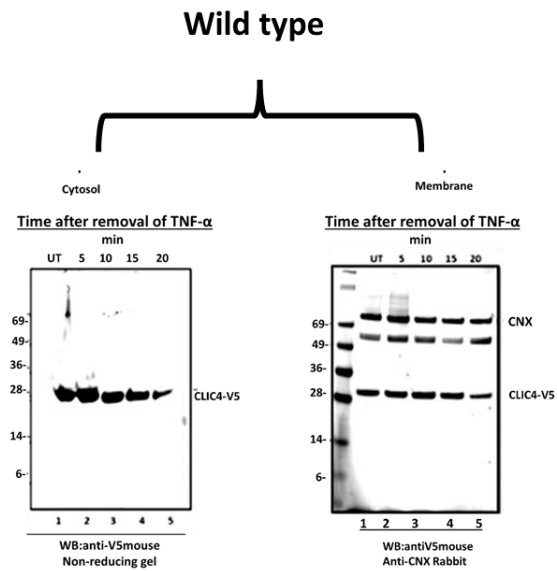 Wild type
Cytosol
Membrane
Time after removal of TNF-α
min
UT 5 10 15 20
69-
49-
36-
28-
14-
6-
CLIC4-V5
1 2 3 4 5
WB:anti-V5mouse
Non-reducing gel
Time after removal of TNF-α
min
UT 5 10 15 20
69-
49-
36-
28-
14-
6-
CNX
CLIC4-V5
1 2 3 4 5
WB:antiV5mouse
Anti-CNX Rabbit